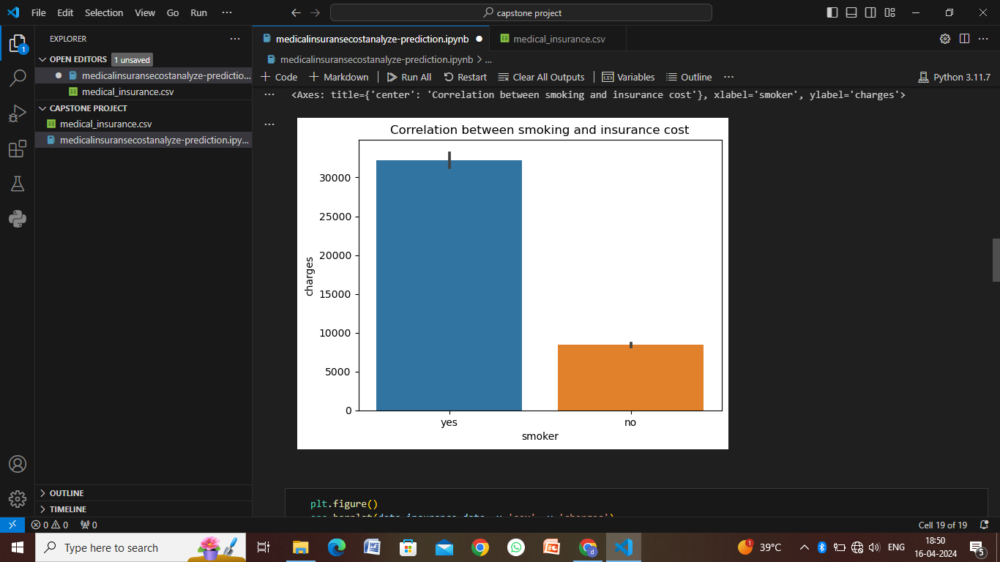 File Edit Selection View Go Run ··· capstone project
EXPLORER ···
medicalinsuransecostanalyze-prediction.ipynb medical_insurance.csv ···
OPEN EDITORS 1 unsaved
medicalinsuransecostanalyze-prediction.ipynb > ...
medicalinsuransecostanalyze-predictio...
Code Markdown Run All Restart Clear All Outputs Variables Outline ··· Python 3.11.7
medical_insurance.csv
<Axes: title={'center': 'Correlation between smoking and insurance cost'}, xlabel='smoker', ylabel='charges'>
CAPSTONE PROJECT
medical_insurance.csv
medicalinsuransecostanalyze-prediction.ipy...
Correlation between smoking and insurance cost
30000
25000
20000
15000
10000
5000
0
charges
yes no
smoker
OUTLINE
TIMELINE
plt.figure()
0 0 0 Cell 19 of 19
Type here to search 1 39°C ENG 18:50
16-04-2024 5